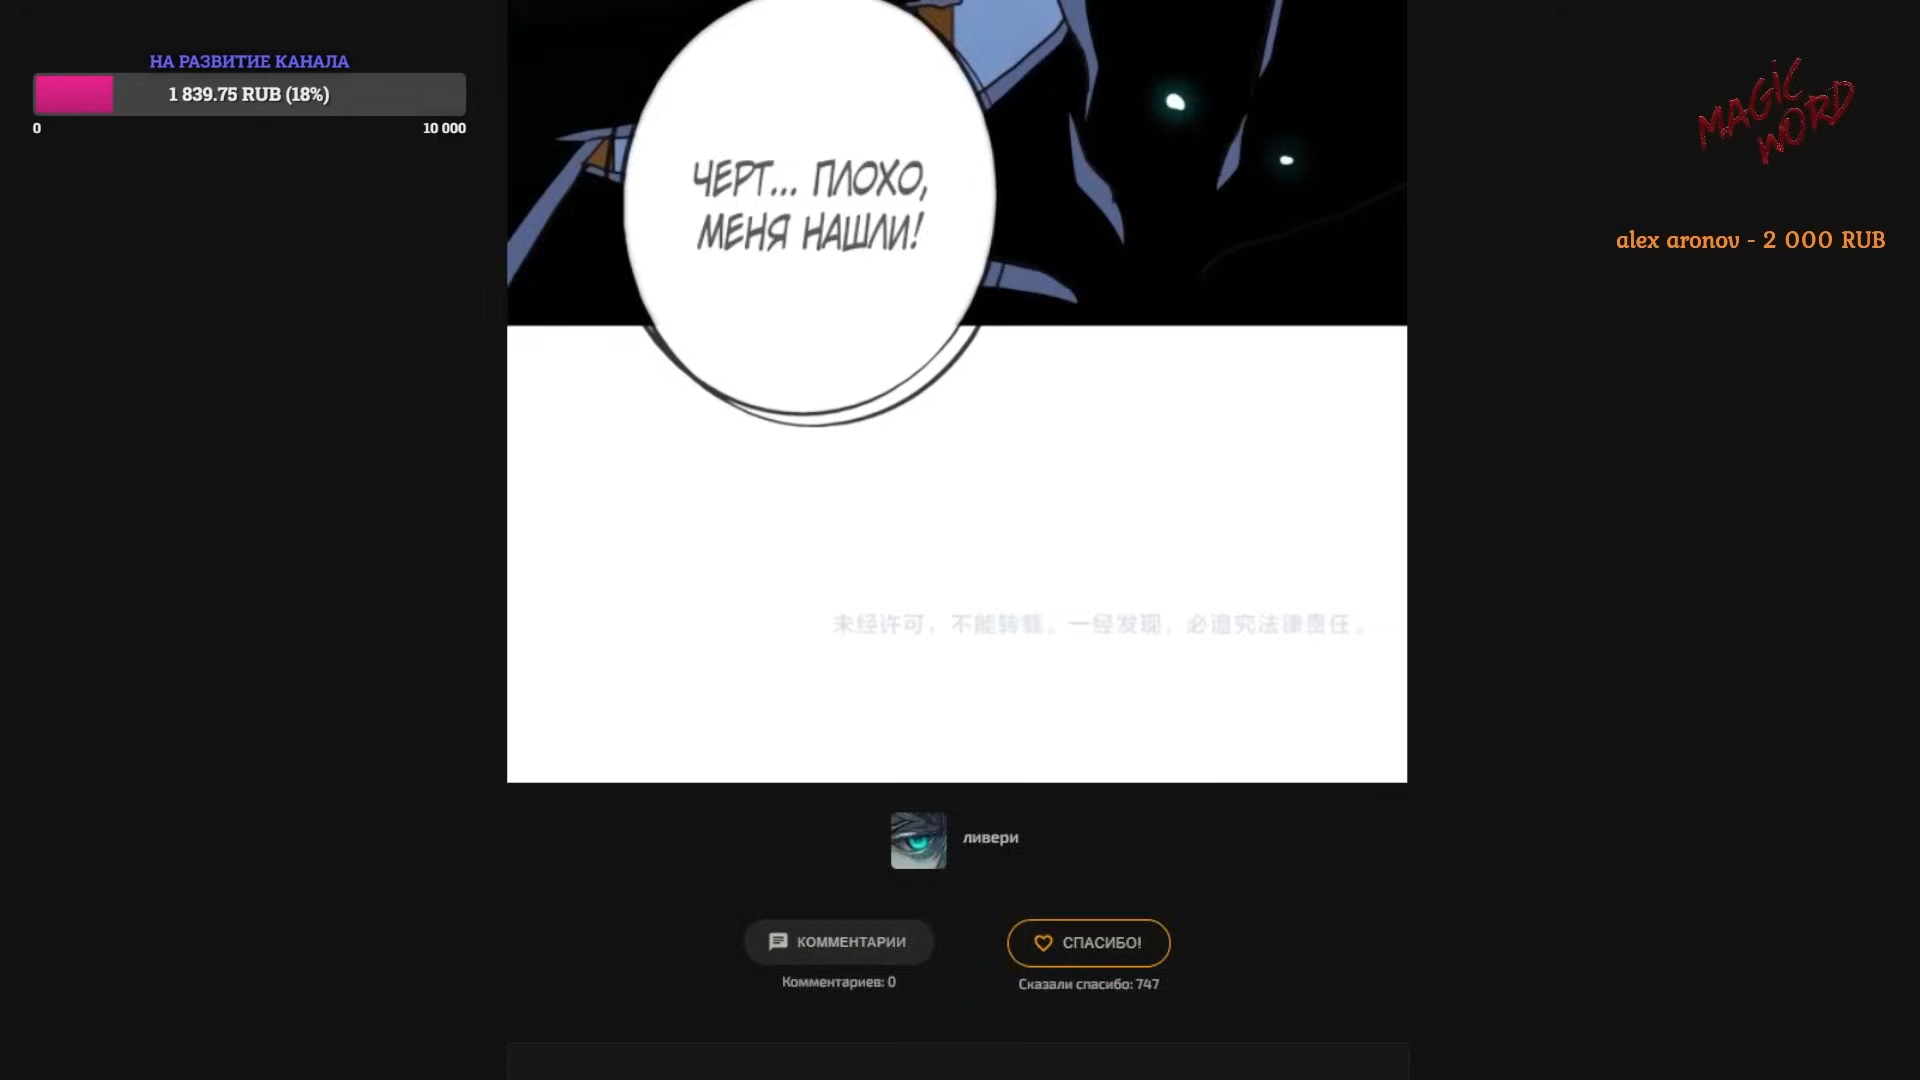 НА РАЗВИТИЕ КАНАЛА
1 839.75 RUB (18%)
0
10 000
MAGIC
WORD
alex aronov - 2 000 RUB
ЧЕРТ... ПЛОХО,
МЕНЯ НАШЛИ!
未经许可，不能转载。一经发现，必追究法律责任。
ливери
КОММЕНТАРИИ
СПАСИБО!
Комментариев: 0
Сказали спасибо: 747